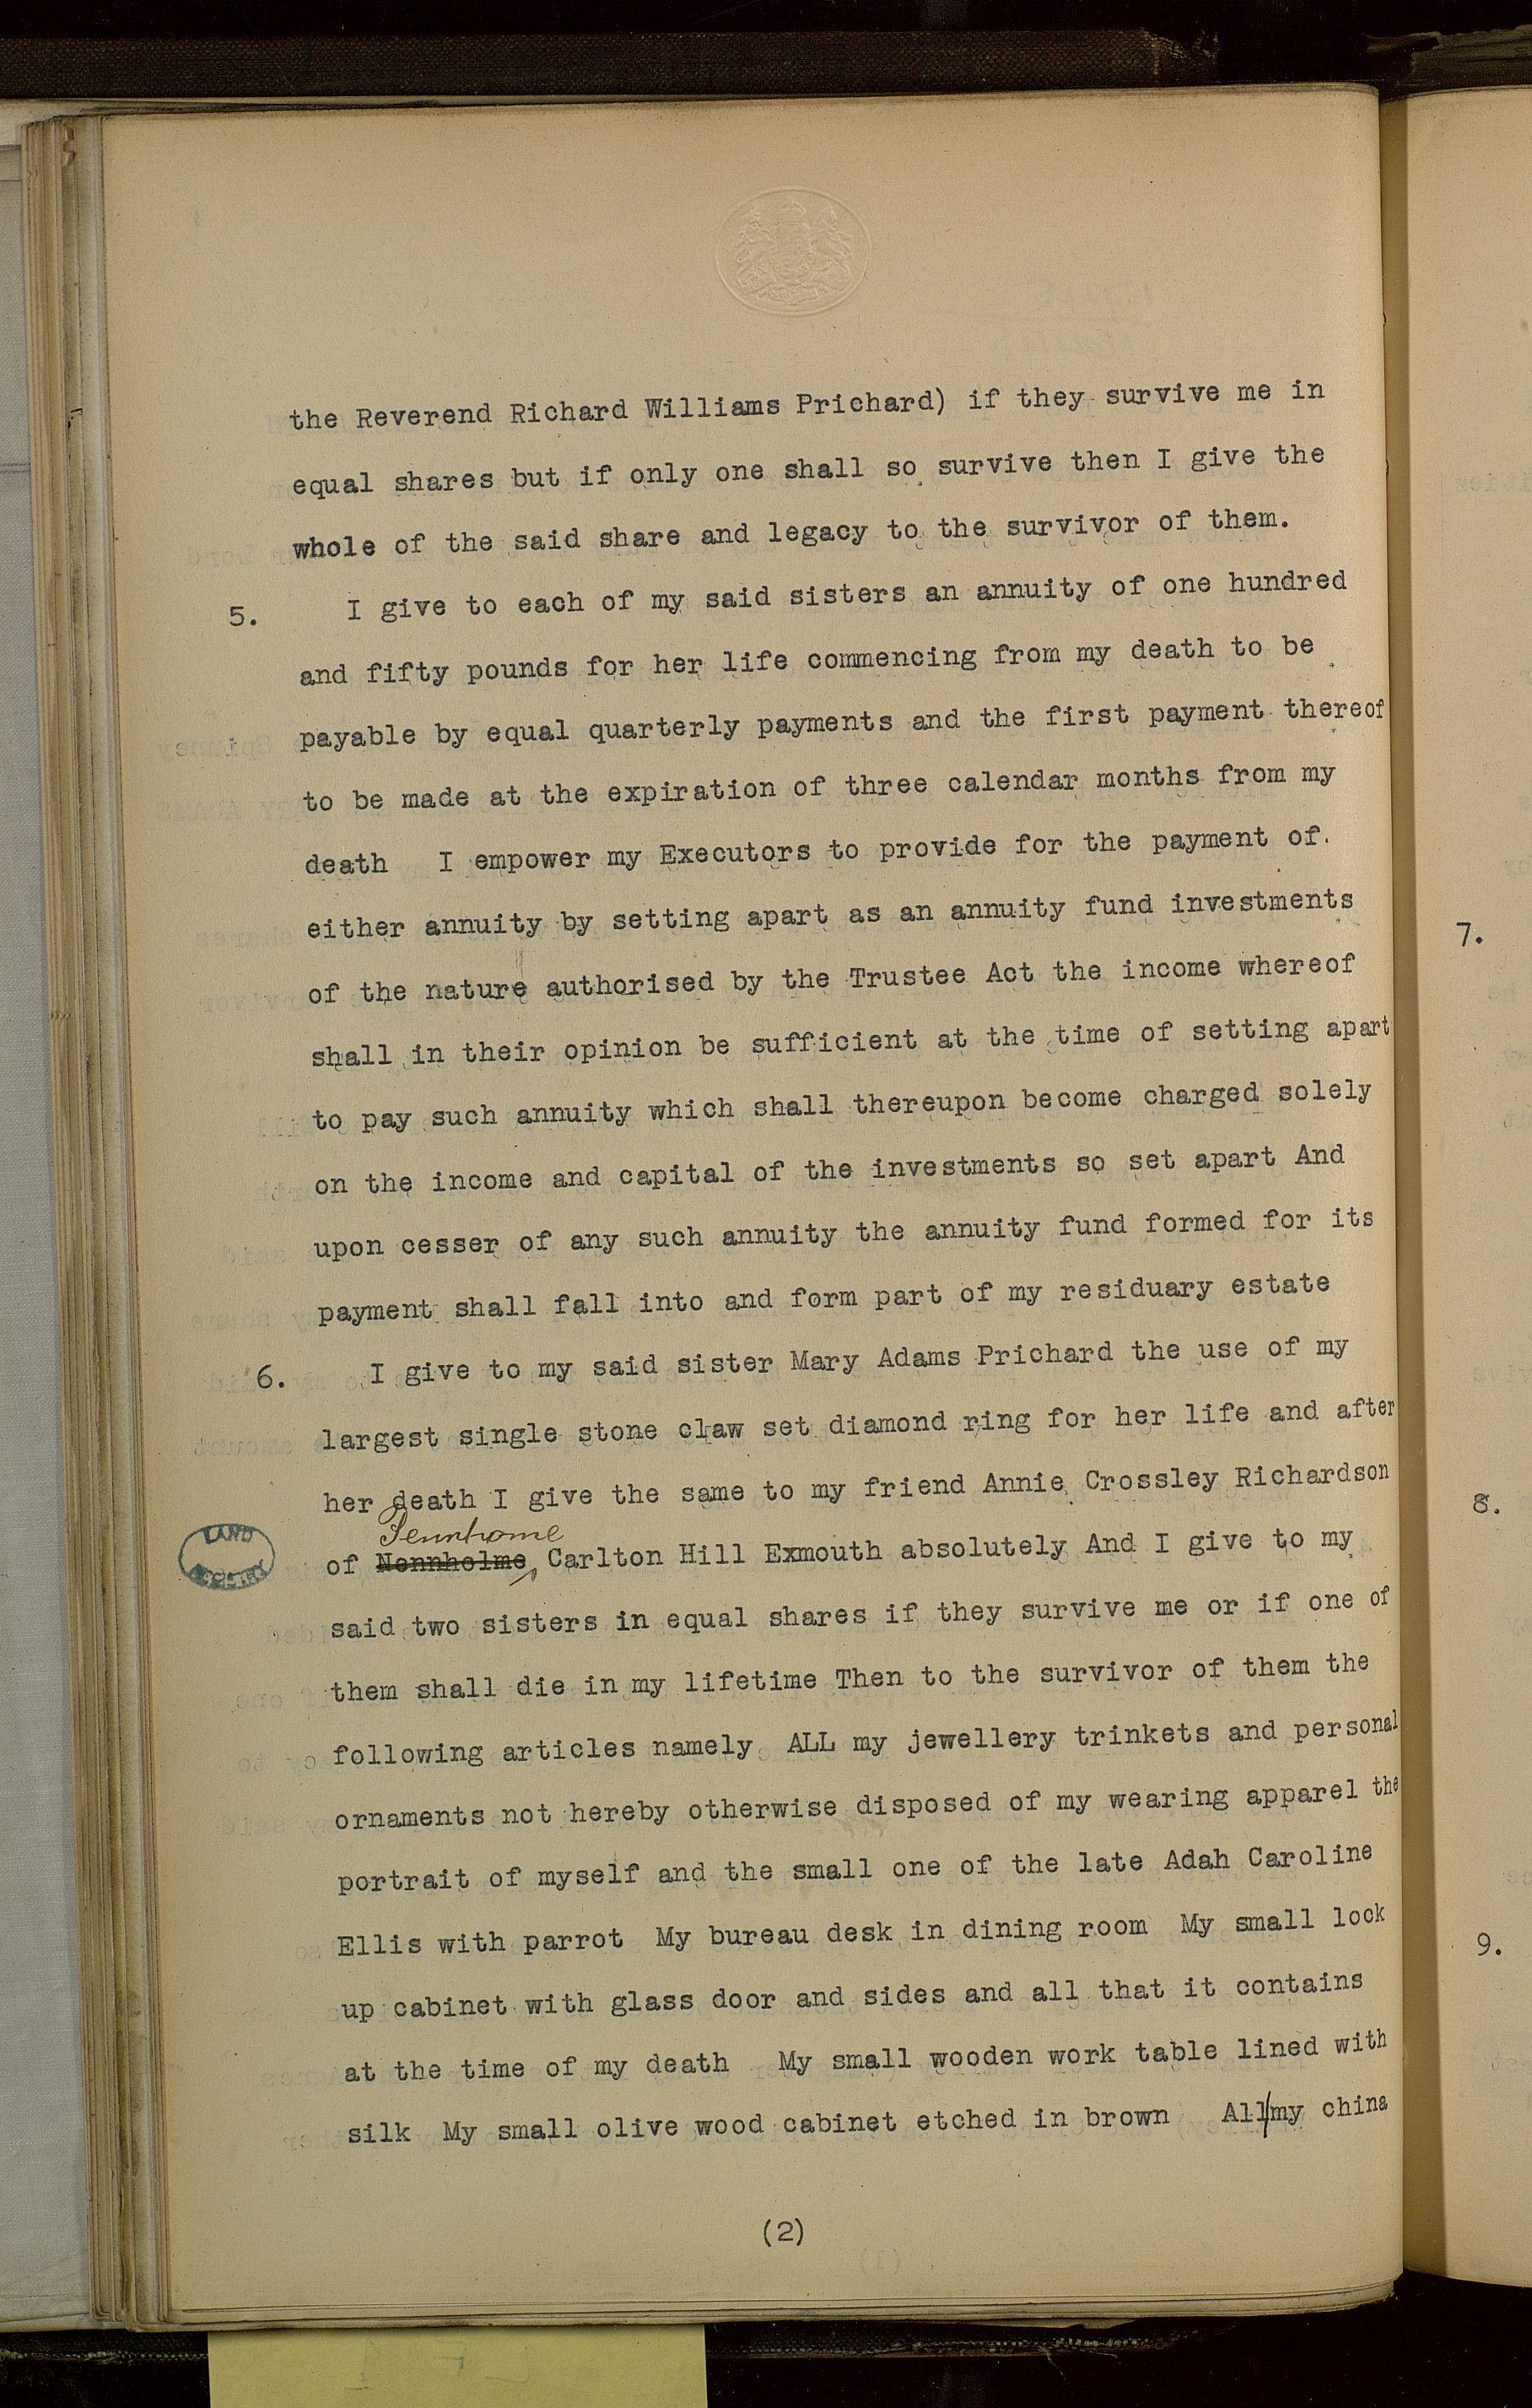 the Reverend Richard Williams Prichard) if they survive me in
equal shares but if only one shall so survive then I give the
whole of the said share and legacy to the survivor of them.
5. I give to each of my said sisters an annuity of one hundred
and fifty pounds for her life commencing from my death to be
payable by equal quarterly payments and the first payment thereof
to be made at the expiration of three calendar months from my
death I empower my Executors to provide for the payment of
either annuity by setting apart as an annuity fund investments
of the nature authorised by the Trustee Act the income whereof
shall in their opinion be sufficient at the time of setting apart
to pay such annuity which shall thereupon become charged solely
on the income and capital of the investments so set apart And
upon cesser of any such annuity the annuity fund formed for its
payment shall fall into and form part of my residuary estate
6. I give to my said sister Mary Adams Prichard the use of my
largest single stone claw set diamond ring for her life and after
her death I give the same to my friend Annie Crossley Richardson
LAND
of Nennholme Carlton Hill Exmouth absolutely And I give to my
said two sisters in equal shares if they survive me or if one of
them shall die in my lifetime Then to the survivor of them the
following articles namely ALL my jewellery trinkets and personal
ornaments not hereby otherwise disposed of my wearing apparel the
portrait of myself and the small one of the late Adah Caroline
Ellis with parrot My bureau desk in dining room My small lock
up cabinet with glass door and sides and all that it contains
at the time of my death My small wooden work table lined with
silk My small olive wood cabinet etched in brown All/my china
(2)
7.
8.
9.